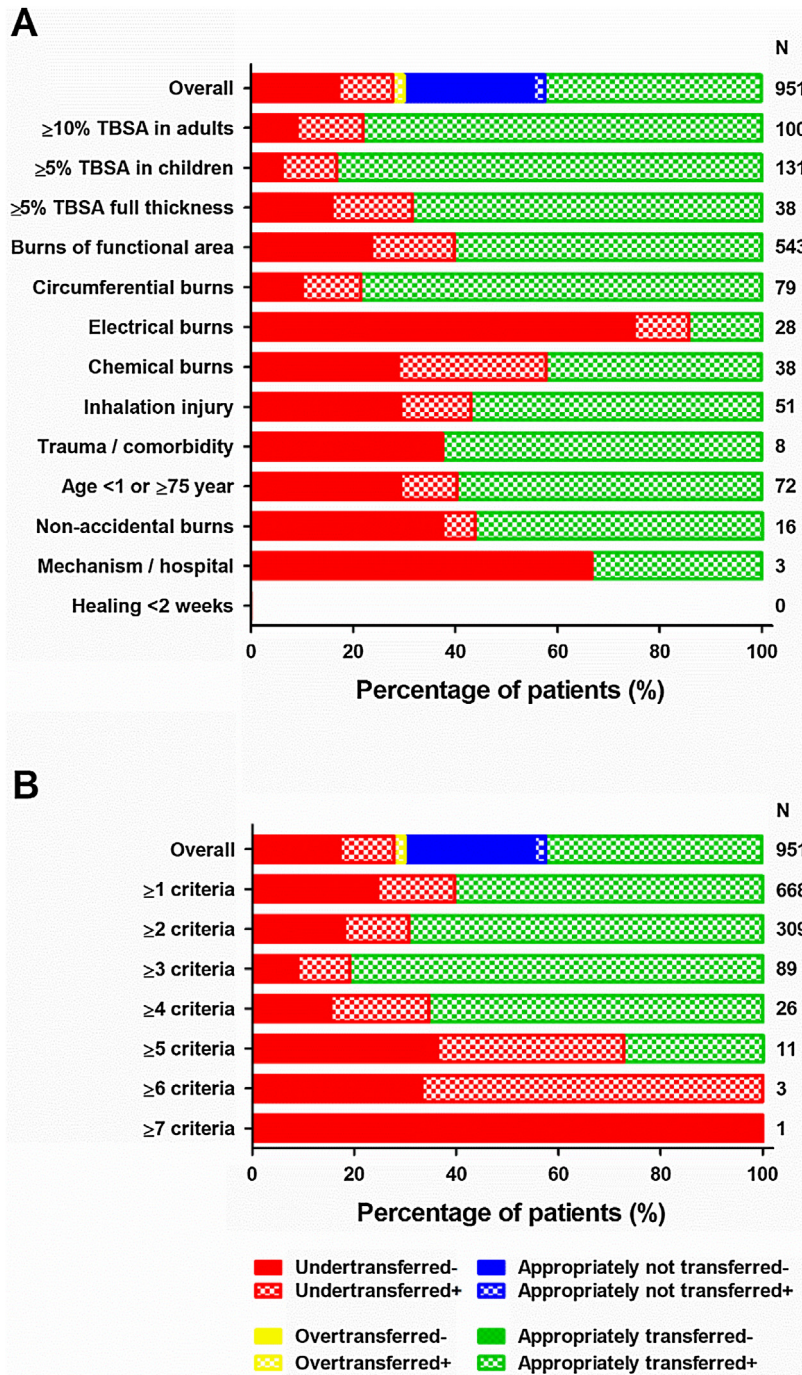 A
N
Overall 951
≥10% TBSA in adults 100
≥5% TBSA in children 131
≥5% TBSA full thickness 38
Burns of functional area 543
Circumferential burns 79
Electrical burns 28
Chemical burns 38
Inhalation injury 51
Trauma / comorbidity 8
Age <1 or ≥75 year 72
Non-accidental burns 16
Mechanism / hospital 3
Healing <2 weeks 0
0 20 40 60 80 100
Percentage of patients (%)
B
N
Overall 951
≥1 criteria 668
≥2 criteria 309
≥3 criteria 89
≥4 criteria 26
≥5 criteria 11
≥6 criteria 3
≥7 criteria 1
0 20 40 60 80 100
Percentage of patients (%)
Undertransferred- Appropriately not transferred-
Undertransferred+ Appropriately not transferred+
Overtransferred- Appropriately transferred-
Overtransferred+ Appropriately transferred+